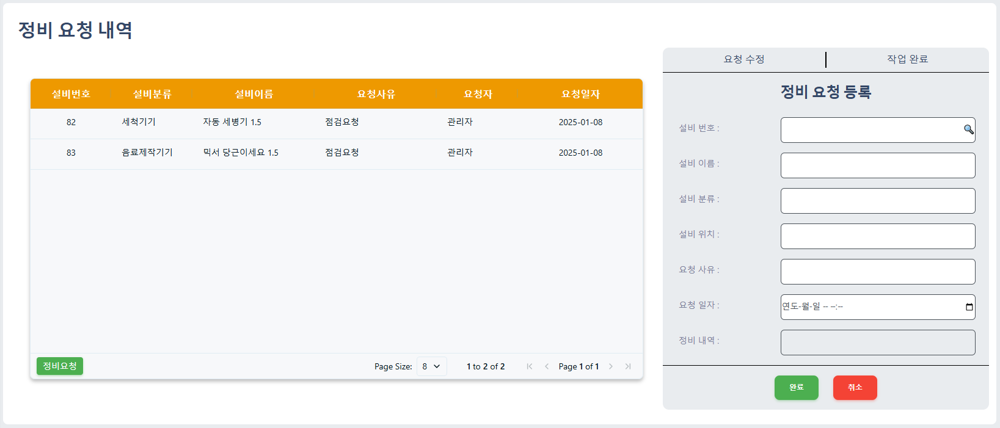 정비 요청 내역
설비번호 설비분류 설비이름 요청사유 요청자 요청일자
82 세척기기 자동 세병기 1.5 점검요청 관리자 2025-01-08
83 음료제작기기 믹서 당근이세요 1.5 점검요청 관리자 2025-01-08
정비요청 Page Size: 8 1 to 2 of 2 Page 1 of 1
요청 수정 작업 완료
정비 요청 등록
설비 번호 :
설비 이름 :
설비 분류 :
설비 위치 :
요청 사유 :
요청 일자 : 연도-월-일 -- --:--
정비 내역 :
완료 취소